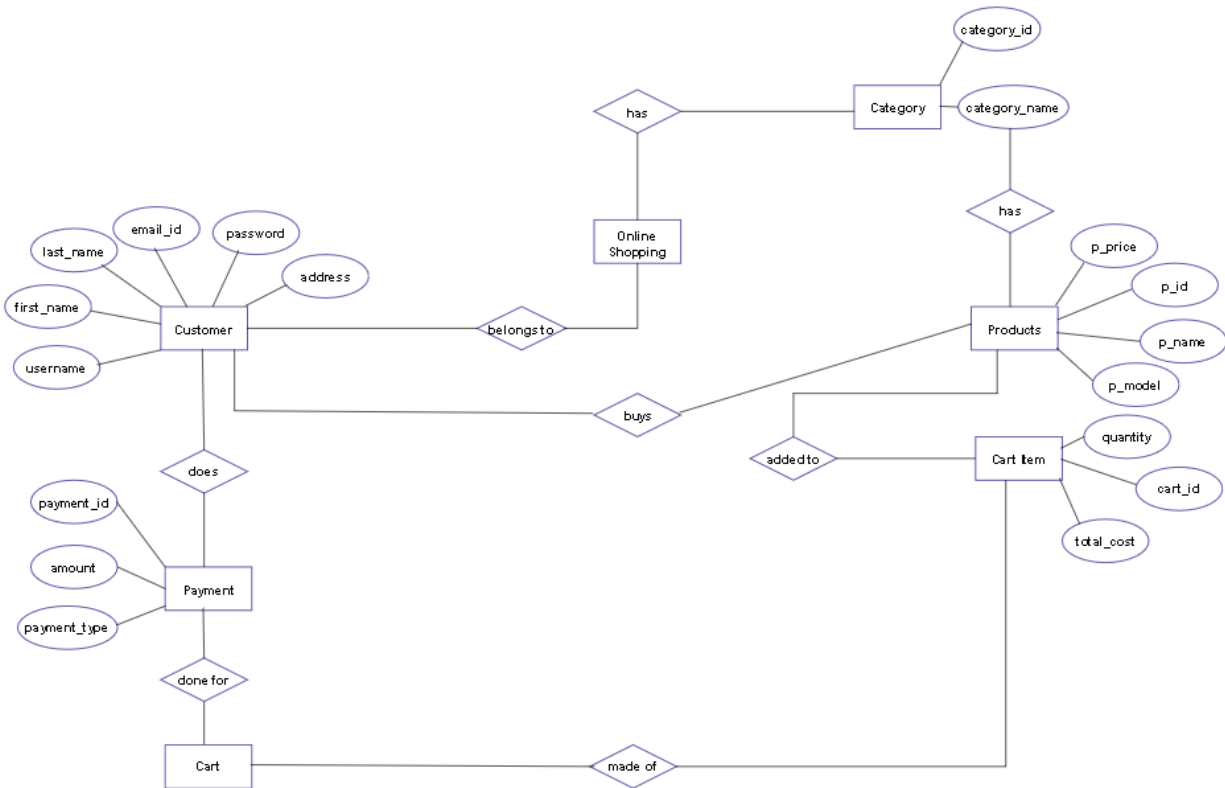 category_id
Category
category_name
has
has
Online
Shopping
email_id
password
last_name
address
first_name
Customer
username
belongs to
p_price
p_id
Products
p_name
p_model
buys
does
added to
quantity
Cart Item
cart_id
total_cost
payment_id
amount
Payment
payment_type
done for
Cart
made of